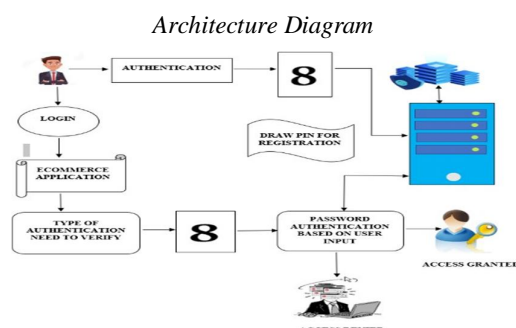 Architecture Diagram
AUTHENTICATION
8
LOGIN
DRAW PIN FOR
REGISTRATION
ECOMMERCE
APPLICATION
TYPE OF
AUTHENTICATION
NEED TO VERIFY
8
PASSWORD
AUTHENTICATION
BASED ON USER
INPUT
ACCESS GRANTED